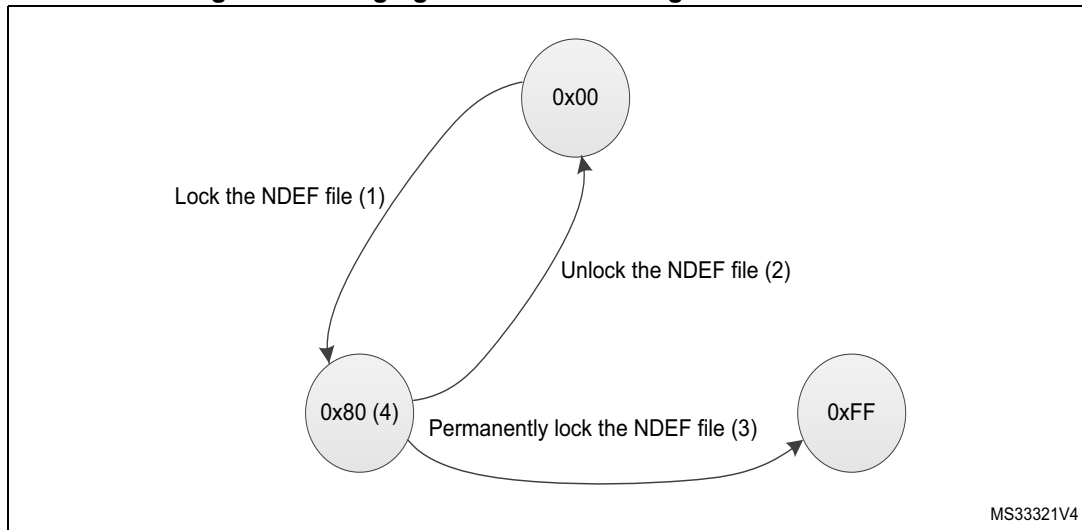 0x00
Lock the NDEF file (1)
Unlock the NDEF file (2)
0x80 (4)
Permanently lock the NDEF file (3)
0xFF
MS33321V4